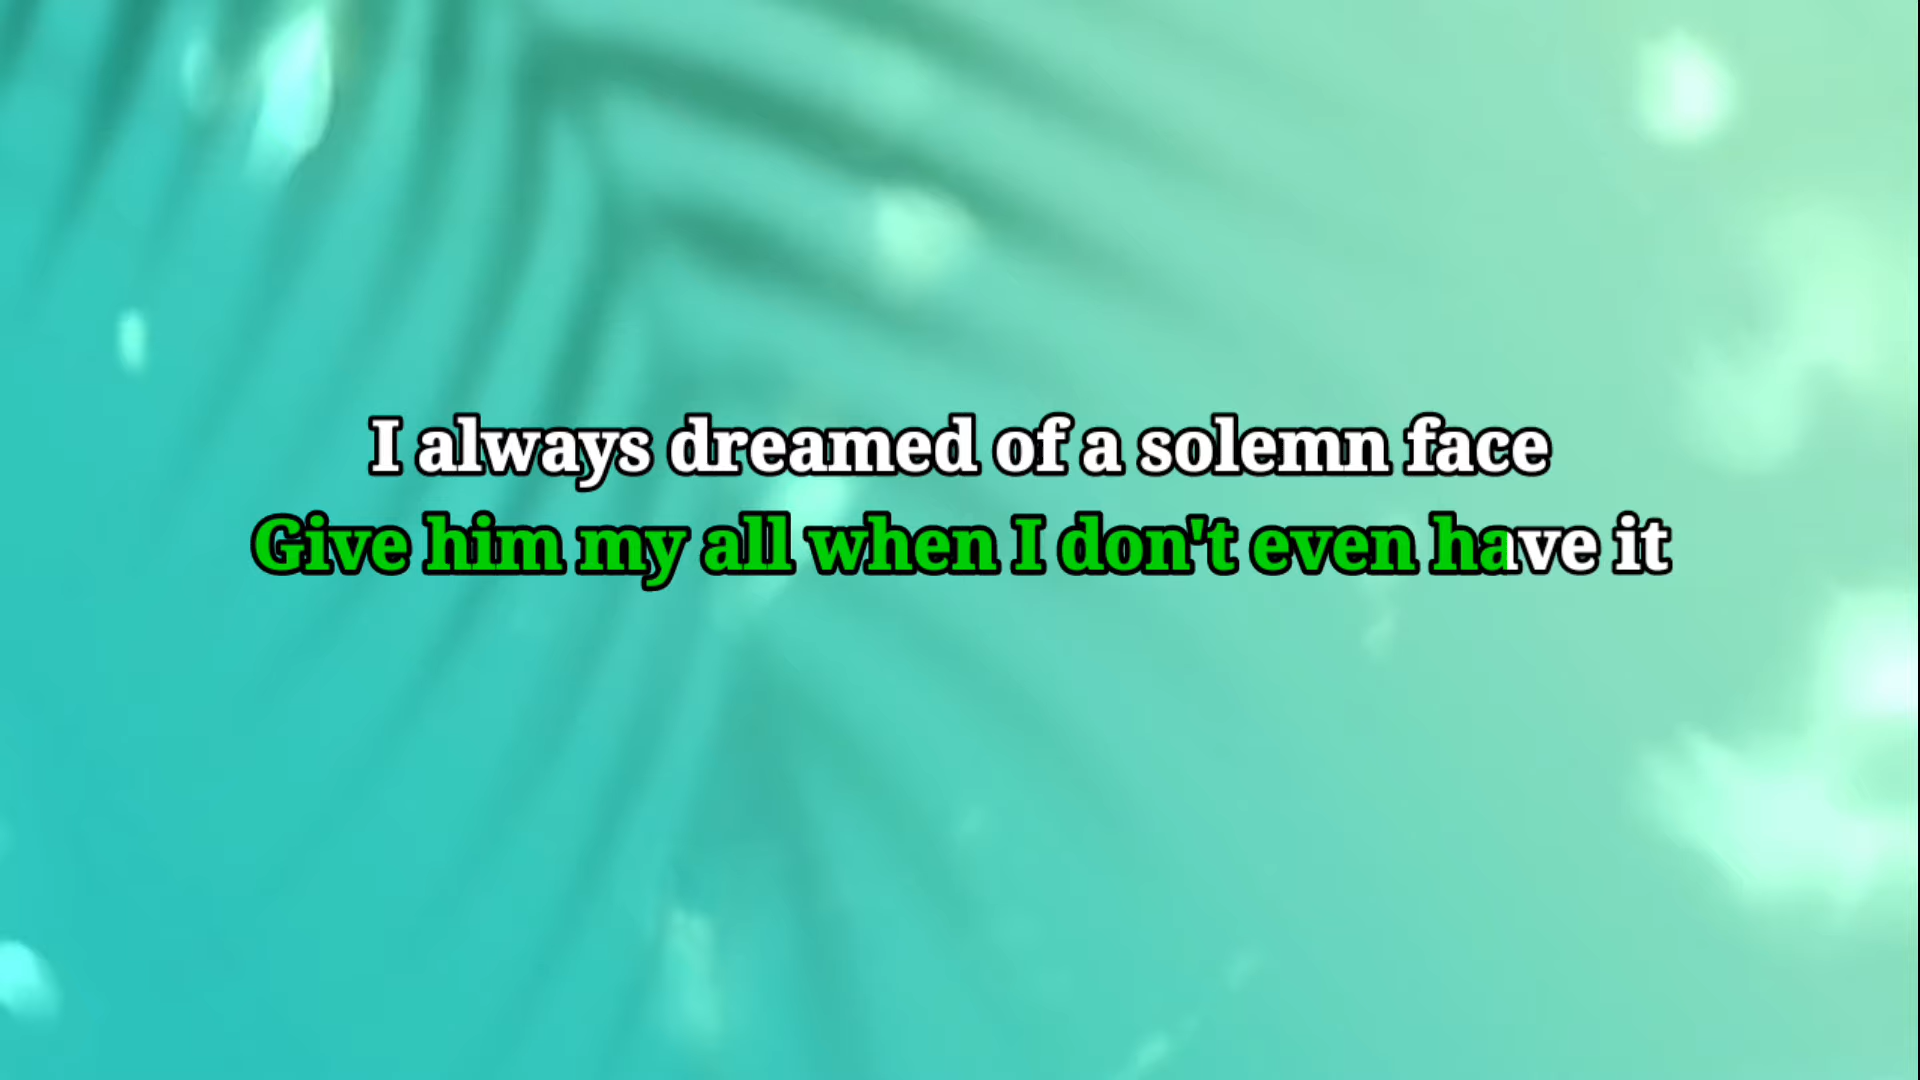 I always dreamed of a solemn face
Give him my all when I don't even have it